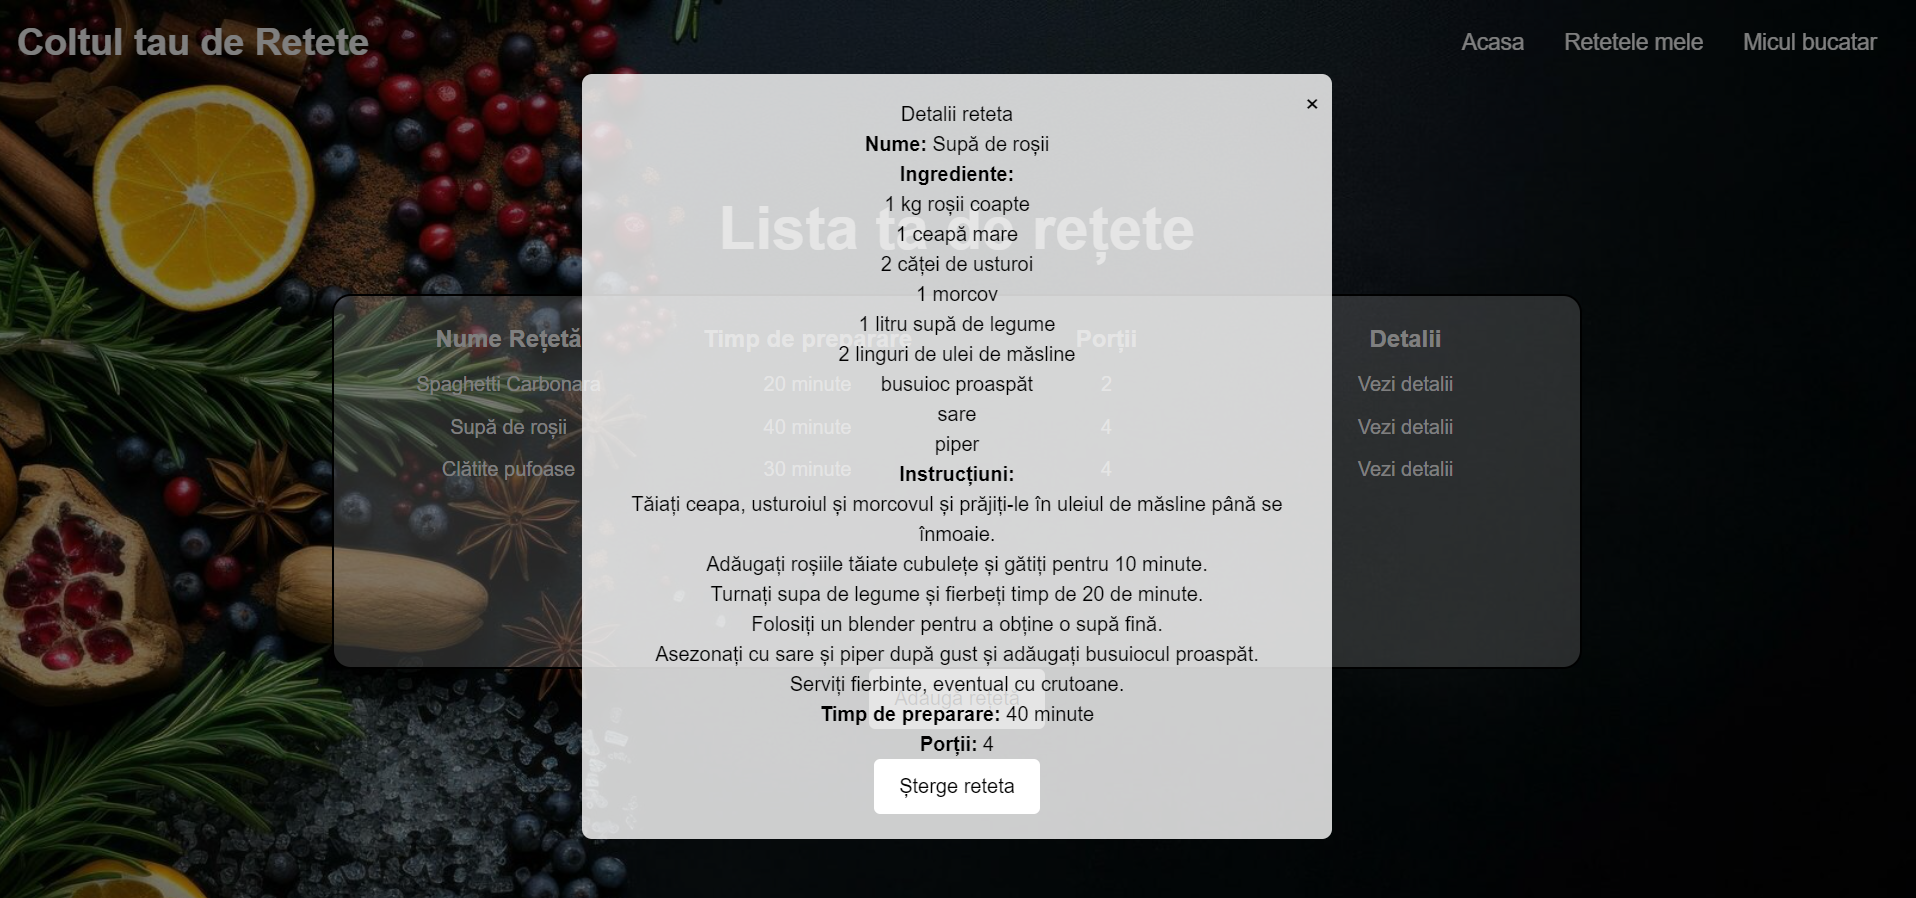 Coltul tau de Retete
Acasa
Retetele mele
Micul bucatar
Detalii reteta
Nume: Supă de roșii
Ingrediente:
1 kg roșii coapte
1 ceapă mare
2 căței de usturoi
1 morcov
1 litru supă de legume
2 linguri de ulei de măsline
busuioc proaspăt
sare
piper
Instrucțiuni:
Tăiați ceapa, usturoiul și morcovul și prăjiți-le în uleiul de măsline până se
înmoaie.
Adăugați roșiile tăiate cubulețe și gătiți pentru 10 minute.
Turnați supa de legume și fierbeți timp de 20 de minute.
Folosiți un blender pentru a obține o supă fină.
Asezonați cu sare și piper după gust și adăugați busuiocul proaspăt.
Serviți fierbinte, eventual cu crutoane.
Timp de preparare: 40 minute
Porții: 4
Șterge reteta
×
Lista ta de rețete
Nume Rețetă Timp de preparare Porții Detalii
Spaghetti Carbonara 20 minute 2 Vezi detalii
Supă de roșii 40 minute 4 Vezi detalii
Clătite pufoase 30 minute 4 Vezi detalii
Adaugă rețetă